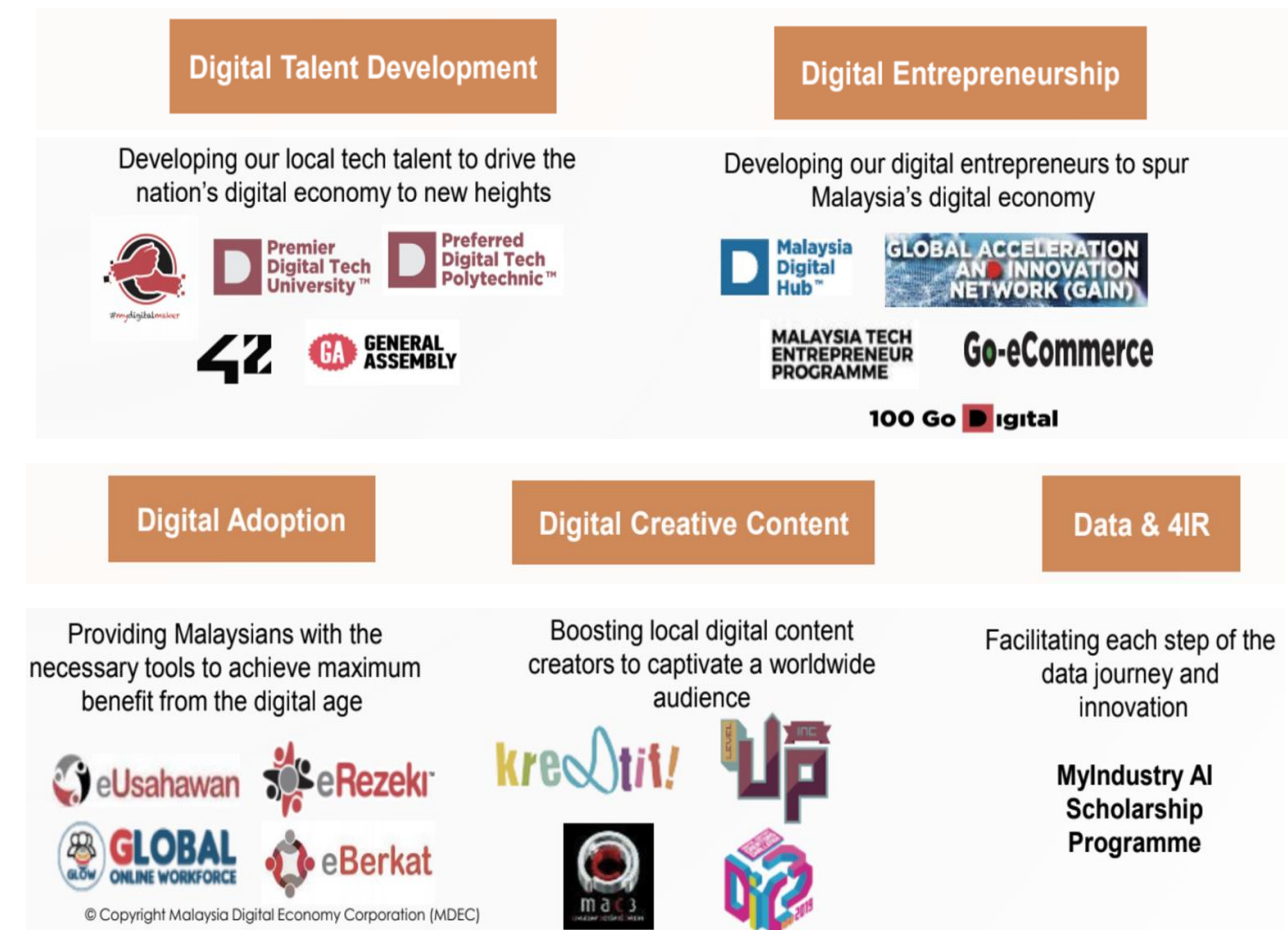 Digital Talent Development
Digital Entrepreneurship
Developing our local tech talent to drive the
nation's digital economy to new heights
Developing our digital entrepreneurs to spur
Malaysia's digital economy
#mydigitalmaker
Premier
Digital Tech
University™
Preferred
Digital Tech
Polytechnic™
Malaysia
Digital
Hub™
GLOBAL ACCELERATION
AND INNOVATION
NETWORK (GAIN)
42
GA GENERAL
ASSEMBLY
MALAYSIA TECH
ENTREPRENEUR
PROGRAMME
Go-eCommerce
100 Go Digital
Digital Adoption
Digital Creative Content
Data & 4IR
Providing Malaysians with the
necessary tools to achieve maximum
benefit from the digital age
Boosting local digital content
creators to captivate a worldwide
audience
Facilitating each step of the
data journey and
innovation
eUsahawan
eRezeki™
GLOW
GLOBAL
ONLINE WORKFORCE
eBerkat
kre8tif!
LEVEL
UP
INC
mac3
MyIndustry AI
Scholarship
Programme
© Copyright Malaysia Digital Economy Corporation (MDEC)